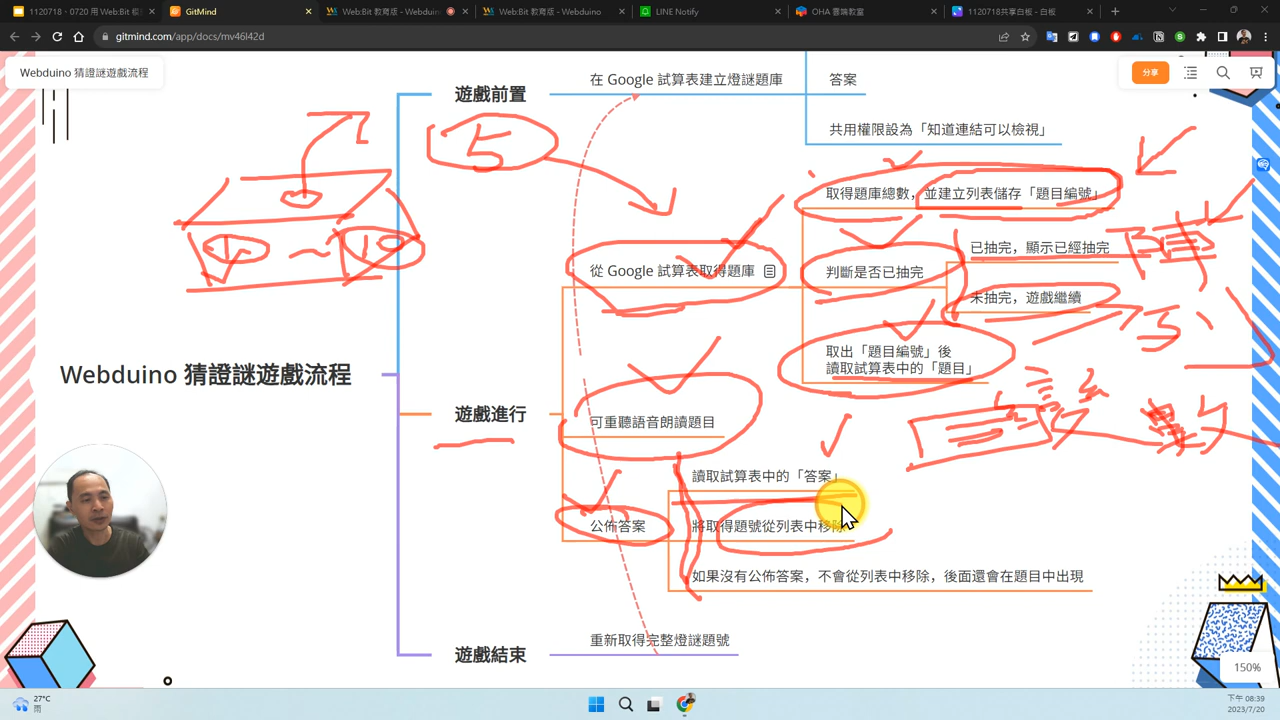 1120718 - 0720 用 Web:Bit 模
GitMind
Web:Bit 教育版 - Webduin
Web:Bit 教育版 - Webduino
LINE Notify
OHA 雲端教室
1120718共享白板 - 白板
gitmind.com/app/docs/mv46l42d
Webduino 猜證謎遊戲流程
分享
遊戲前置
在 Google 試算表建立燈謎題庫
答案
共用權限設為「知道連結可以檢視」
5
取得題庫總數，並建立列表儲存「題目編號」
1 ~ 10
從 Google 試算表取得題庫
判斷是否已抽完
已抽完，顯示已經抽完
未抽完，遊戲繼續
取出「題目編號」後
讀取試算表中的「題目」
Webduino 猜證謎遊戲流程
遊戲進行
可重聽語音朗讀題目
讀取試算表中的「答案」
公佈答案
將取得題號從列表中移除
如果沒有公佈答案，不會從列表中移除，後面還會在題目中出現
遊戲結束
重新取得完整燈謎題號
150%
27°C
雨
下午 08:39
2023/7/20